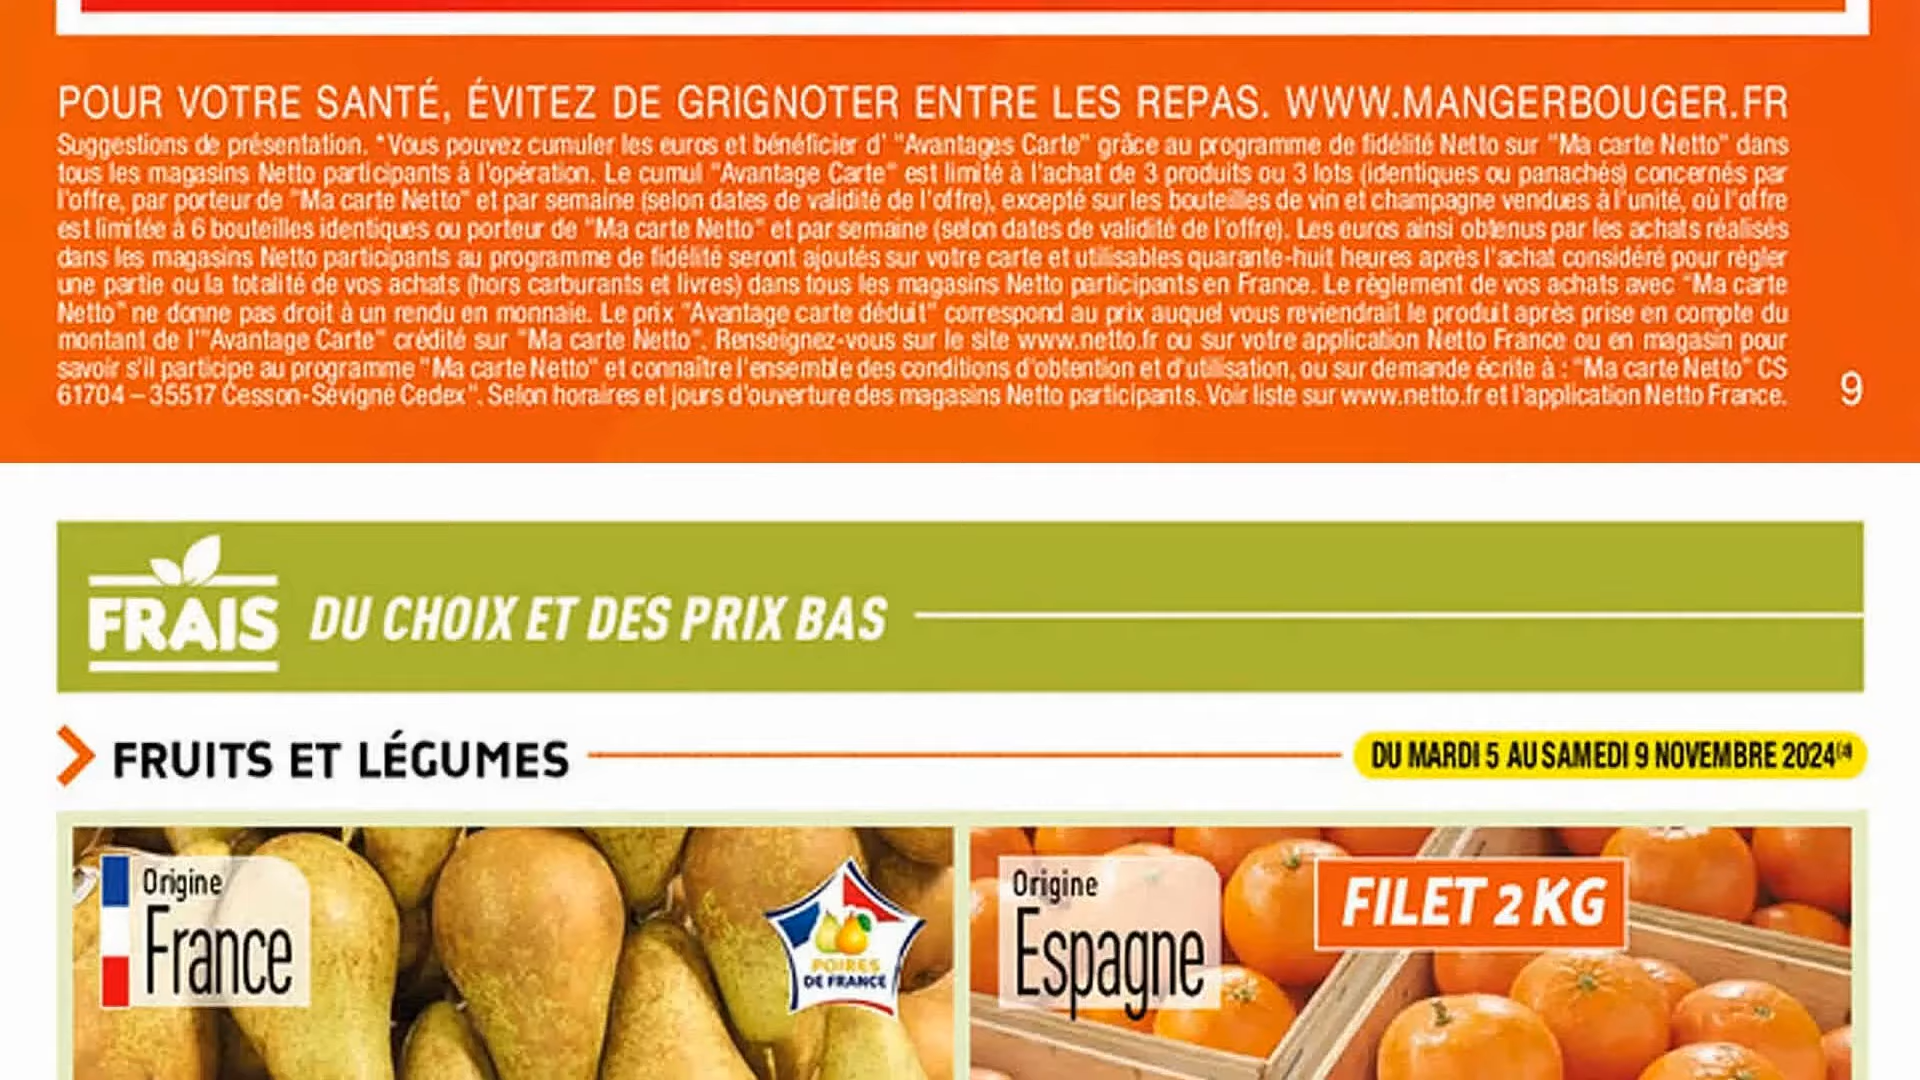 POUR VOTRE SANTÉ, ÉVITEZ DE GRIGNOTER ENTRE LES REPAS. WWW.MANGERBOUGER.FR
Suggestions de présentation. *Vous pouvez cumuler les euros et bénéficier d' "Avantages Carte" grâce au programme de fidélité Netto sur "Ma carte Netto" dans
tous les magasins Netto participants à l'opération. Le cumul "Avantage Carte" est limité à l'achat de 3 produits ou 3 lots (identiques ou panachés) concernés par
l'offre, par porteur de "Ma carte Netto" et par semaine (selon dates de validité de l'offre), excepté sur les bouteilles de vin et champagne vendues à l'unité, où l'offre
est limitée à 6 bouteilles identiques ou porteur de "Ma carte Netto" et par semaine (selon dates de validité de l'offre). Les euros ainsi obtenus par les achats réalisés
dans les magasins Netto participants au programme de fidélité seront ajoutés sur votre carte et utilisables quarante-huit heures après l'achat considéré pour régler
une partie ou la totalité de vos achats (hors carburants et livres) dans tous les magasins Netto participants en France. Le règlement de vos achats avec "Ma carte
Netto" ne donne pas droit à un rendu en monnaie. Le prix "Avantage carte déduit" correspond au prix auquel vous reviendrait le produit après prise en compte du
montant de l'"Avantage Carte" crédité sur "Ma carte Netto". Renseignez-vous sur le site www.netto.fr ou sur votre application Netto France ou en magasin pour
savoir s'il participe au programme "Ma carte Netto" et connaître l'ensemble des conditions d'obtention et d'utilisation, ou sur demande écrite à : "Ma carte Netto" CS
61704 – 35517 Cesson-Sévigné Cedex". Selon horaires et jours d'ouverture des magasins Netto participants. Voir liste sur www.netto.fr et l'application Netto France.
9
FRAIS
DU CHOIX ET DES PRIX BAS
FRUITS ET LÉGUMES
DU MARDI 5 AU SAMEDI 9 NOVEMBRE 2024
Origine
France
POIRES
DE FRANCE
Origine
Espagne
FILET 2 KG